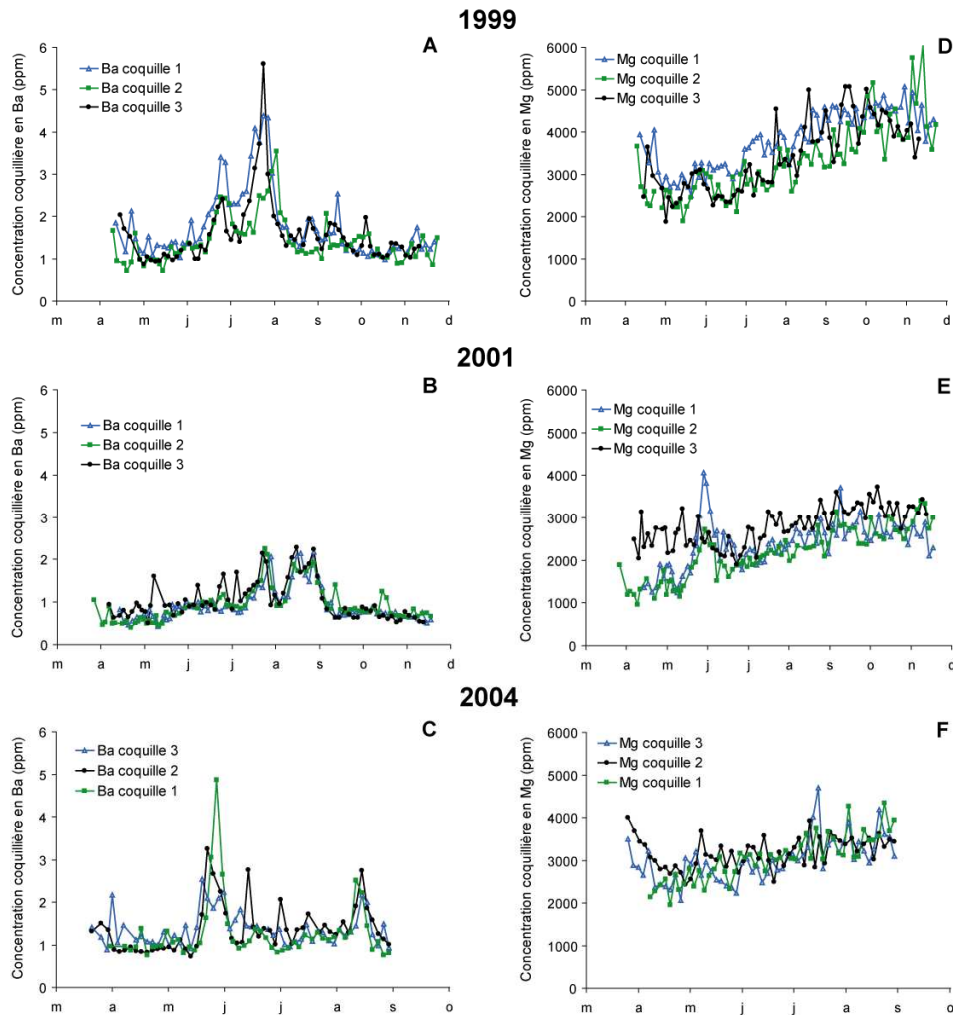 1999
A
Concentration coquillière en Ba (ppm)
6
5
4
3
2
1
0
Ba coquille 1
Ba coquille 2
Ba coquille 3
m a m j j a s o n d
D
Concentration coquillière en Mg (ppm)
6000
5000
4000
3000
2000
1000
0
Mg coquille 1
Mg coquille 2
Mg coquille 3
m a m j j a s o n d
2001
B
Concentration coquillière en Ba (ppm)
6
5
4
3
2
1
0
Ba coquille 1
Ba coquille 2
Ba coquille 3
m a m j j a s o n d
E
Concentration coquillière en Mg (ppm)
6000
5000
4000
3000
2000
1000
0
Mg coquille 1
Mg coquille 2
Mg coquille 3
m a m j j a s o n d
2004
C
Concentration coquillière en Ba (ppm)
6
5
4
3
2
1
0
Ba coquille 3
Ba coquille 2
Ba coquille 1
m a m j j a s o
F
Concentration coquillière en Mg (ppm)
6000
5000
4000
3000
2000
1000
0
Mg coquille 3
Mg coquille 2
Mg coquille 1
m a m j j a s o